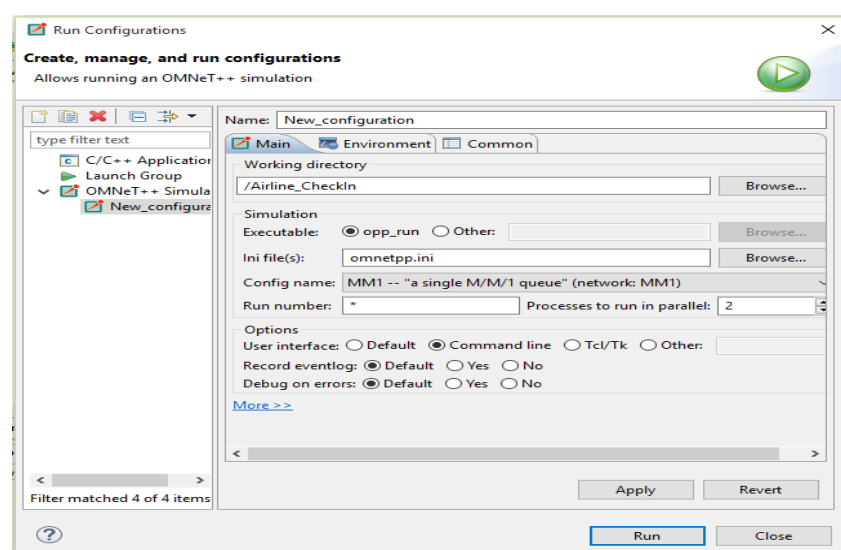 Run Configurations
Create, manage, and run configurations
Allows running an OMNeT++ simulation
type filter text
C/C++ Application
Launch Group
OMNeT++ Simula
New_configura
Filter matched 4 of 4 items
Name: New_configuration
Main Environment Common
Working directory
/Airline_CheckIn Browse...
Simulation
Executable: opp_run Other: Browse...
Ini file(s): omnetpp.ini Browse...
Config name: MM1 -- "a single M/M/1 queue" (network: MM1)
Run number: * Processes to run in parallel: 2
Options
User interface: Default Command line Tcl/Tk Other:
Record eventlog: Default Yes No
Debug on errors: Default Yes No
More >>
Apply Revert
Run Close